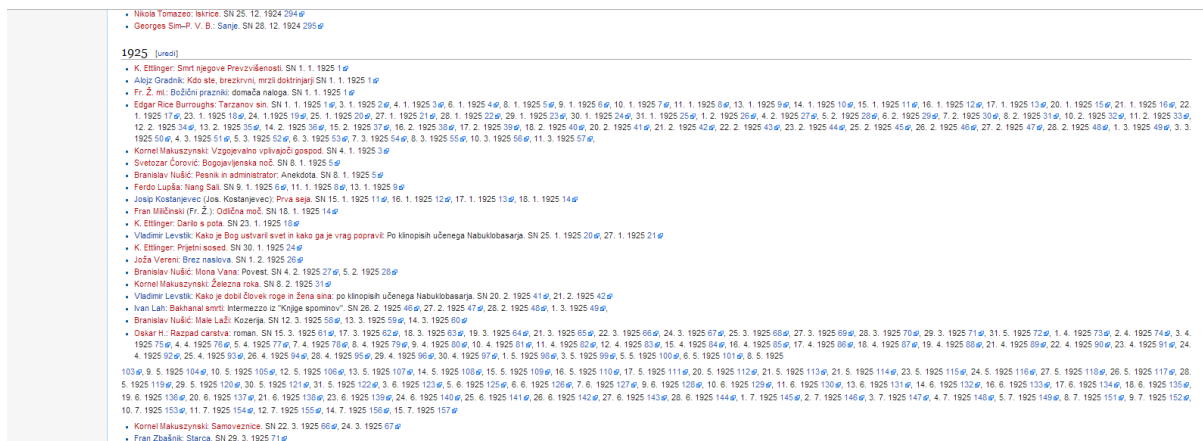 Nikola Tomazeo: Iskrice. SN 25. 12. 1924 294
Georges Sim–P. V. B.: Sanje. SN 28. 12. 1924 295
1925 [uredi]
K. Ettlinger: Smrt njegove Prevzvišenosti. SN 1. 1. 1925 1
Alojz Gradnik: Kdo ste, brezkrvni, mrzli doktrinjarji SN 1. 1. 1925 1
Fr. Ž. ml.: Božični prazniki: domača naloga. SN 1. 1. 1925 1
Edgar Rice Burroughs: Tarzanov sin. SN 1. 1. 1925 1, 3. 1. 1925 2, 4. 1. 1925 3, 6. 1. 1925 4, 8. 1. 1925 5, 9. 1. 1925 6, 10. 1. 1925 7, 11. 1. 1925 8, 13. 1. 1925 9, 14. 1. 1925 10, 15. 1. 1925 11, 16. 1. 1925 12, 17. 1. 1925 13, 20. 1. 1925 15, 21. 1. 1925 16, 22.
1. 1925 17, 23. 1. 1925 18, 24. 1. 1925 19, 25. 1. 1925 20, 27. 1. 1925 21, 28. 1. 1925 22, 29. 1. 1925 23, 30. 1. 1925 24, 31. 1. 1925 25, 1. 2. 1925 26, 4. 2. 1925 27, 5. 2. 1925 28, 6. 2. 1925 29, 7. 2. 1925 30, 8. 2. 1925 31, 10. 2. 1925 32, 11. 2. 1925 33,
12. 2. 1925 34, 13. 2. 1925 35, 14. 2. 1925 36, 15. 2. 1925 37, 16. 2. 1925 38, 17. 2. 1925 39, 18. 2. 1925 40, 20. 2. 1925 41, 21. 2. 1925 42, 22. 2. 1925 43, 23. 2. 1925 44, 25. 2. 1925 45, 26. 2. 1925 46, 27. 2. 1925 47, 28. 2. 1925 48, 1. 3. 1925 49, 3. 3.
1925 50, 4. 3. 1925 51, 5. 3. 1925 52, 6. 3. 1925 53, 7. 3. 1925 54, 8. 3. 1925 55, 10. 3. 1925 56, 11. 3. 1925 57,
Kornel Makuszynski: Vzgojevalno vplivajoči gospod. SN 4. 1. 1925 3
Svetozar Ćorović: Bogojavljenska noč. SN 8. 1. 1925 5
Branislav Nušić: Pesnik in administrator: Anekdota. SN 8. 1. 1925 5
Ferdo Lupša: Nang Sali. SN 9. 1. 1925 6, 11. 1. 1925 8, 13. 1. 1925 9
Josip Kostanjevec (Jos. Kostanjevec): Prva seja. SN 15. 1. 1925 11, 16. 1. 1925 12, 17. 1. 1925 13, 18. 1. 1925 14
Fran Milčinski (Fr. Ž.): Odlična moč. SN 18. 1. 1925 14
K. Ettlinger: Darilo s pota. SN 23. 1. 1925 18
Vladimir Levstik: Kako je Bog ustvaril svet in kako ga je vrag popravil: Po klinopisih učenega Nabuklobasarja. SN 25. 1. 1925 20, 27. 1. 1925 21
K. Ettlinger: Prijetni sosed. SN 30. 1. 1925 24
Joža Vereni: Brez naslova. SN 1. 2. 1925 26
Branislav Nušić: Mona Vana: Povest. SN 4. 2. 1925 27, 5. 2. 1925 28
Kornel Makuszynski: Železna roka. SN 8. 2. 1925 31
Vladimir Levstik: Kako je dobil človek roge in žena sina: po klinopisih učenega Nabuklobasarja. SN 20. 2. 1925 41, 21. 2. 1925 42
Ivan Lah: Bakhanal smrti: Intermezzo iz "Knjige spominov". SN 26. 2. 1925 46, 27. 2. 1925 47, 28. 2. 1925 48, 1. 3. 1925 49,
Branislav Nušić: Male Laži: Kozerija. SN 12. 3. 1925 58, 13. 3. 1925 59, 14. 3. 1925 60
Oskar H.: Razpad carstva: roman. SN 15. 3. 1925 61, 17. 3. 1925 62, 18. 3. 1925 63, 19. 3. 1925 64, 21. 3. 1925 65, 22. 3. 1925 66, 24. 3. 1925 67, 25. 3. 1925 68, 27. 3. 1925 69, 28. 3. 1925 70, 29. 3. 1925 71, 31. 5. 1925 72, 1. 4. 1925 73, 2. 4. 1925 74, 3. 4.
1925 75, 4. 4. 1925 76, 5. 4. 1925 77, 7. 4. 1925 78, 8. 4. 1925 79, 9. 4. 1925 80, 10. 4. 1925 81, 11. 4. 1925 82, 12. 4. 1925 83, 15. 4. 1925 84, 16. 4. 1925 85, 17. 4. 1925 86, 18. 4. 1925 87, 19. 4. 1925 88, 21. 4. 1925 89, 22. 4. 1925 90, 23. 4. 1925 91, 24.
4. 1925 92, 25. 4. 1925 93, 26. 4. 1925 94, 28. 4. 1925 95, 29. 4. 1925 96, 30. 4. 1925 97, 1. 5. 1925 98, 3. 5. 1925 99, 5. 5. 1925 100, 6. 5. 1925 101, 8. 5. 1925
103, 9. 5. 1925 104, 10. 5. 1925 105, 12. 5. 1925 106, 13. 5. 1925 107, 14. 5. 1925 108, 15. 5. 1925 109, 16. 5. 1925 110, 17. 5. 1925 111, 20. 5. 1925 112, 21. 5. 1925 113, 21. 5. 1925 114, 23. 5. 1925 115, 24. 5. 1925 116, 27. 5. 1925 118, 26. 5. 1925 117, 28.
5. 1925 119, 29. 5. 1925 120, 30. 5. 1925 121, 31. 5. 1925 122, 3. 6. 1925 123, 5. 6. 1925 125, 6. 6. 1925 126, 7. 6. 1925 127, 9. 6. 1925 128, 10. 6. 1925 129, 11. 6. 1925 130, 13. 6. 1925 131, 14. 6. 1925 132, 16. 6. 1925 133, 17. 6. 1925 134, 18. 6. 1925 135,
19. 6. 1925 136, 20. 6. 1925 137, 21. 6. 1925 138, 23. 6. 1925 139, 24. 6. 1925 140, 25. 6. 1925 141, 26. 6. 1925 142, 27. 6. 1925 143, 28. 6. 1925 144, 1. 7. 1925 145, 2. 7. 1925 146, 3. 7. 1925 147, 4. 7. 1925 148, 5. 7. 1925 149, 8. 7. 1925 151, 9. 7. 1925 152,
10. 7. 1925 153, 11. 7. 1925 154, 12. 7. 1925 155, 14. 7. 1925 156, 15. 7. 1925 157
Kornel Makuszynski: Samoveznice. SN 22. 3. 1925 66, 24. 3. 1925 67
Fran Zbašnik: Starca. SN 29. 3. 1925 71